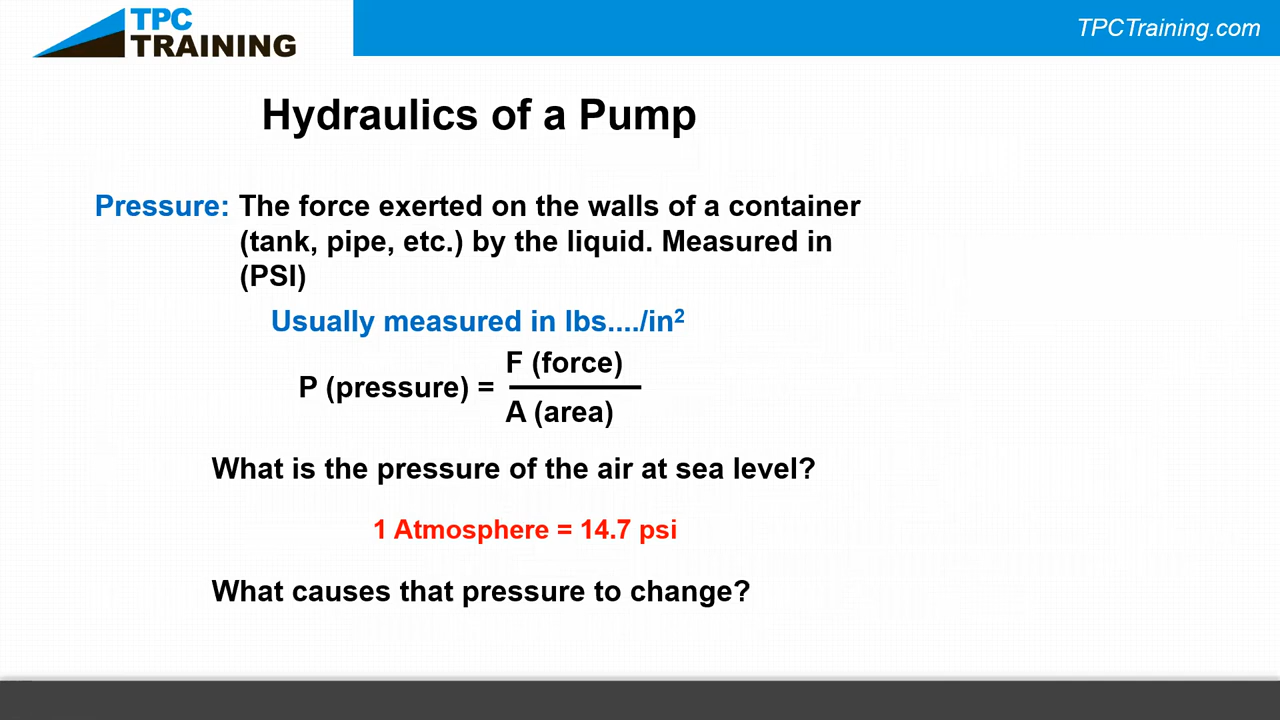 TPC
TRAINING
TPCTraining.com
Hydraulics of a Pump
Pressure: The force exerted on the walls of a container
(tank, pipe, etc.) by the liquid. Measured in
(PSI)
Usually measured in lbs..../in²
F (force)
P (pressure) =
A (area)
What is the pressure of the air at sea level?
1 Atmosphere = 14.7 psi
What causes that pressure to change?